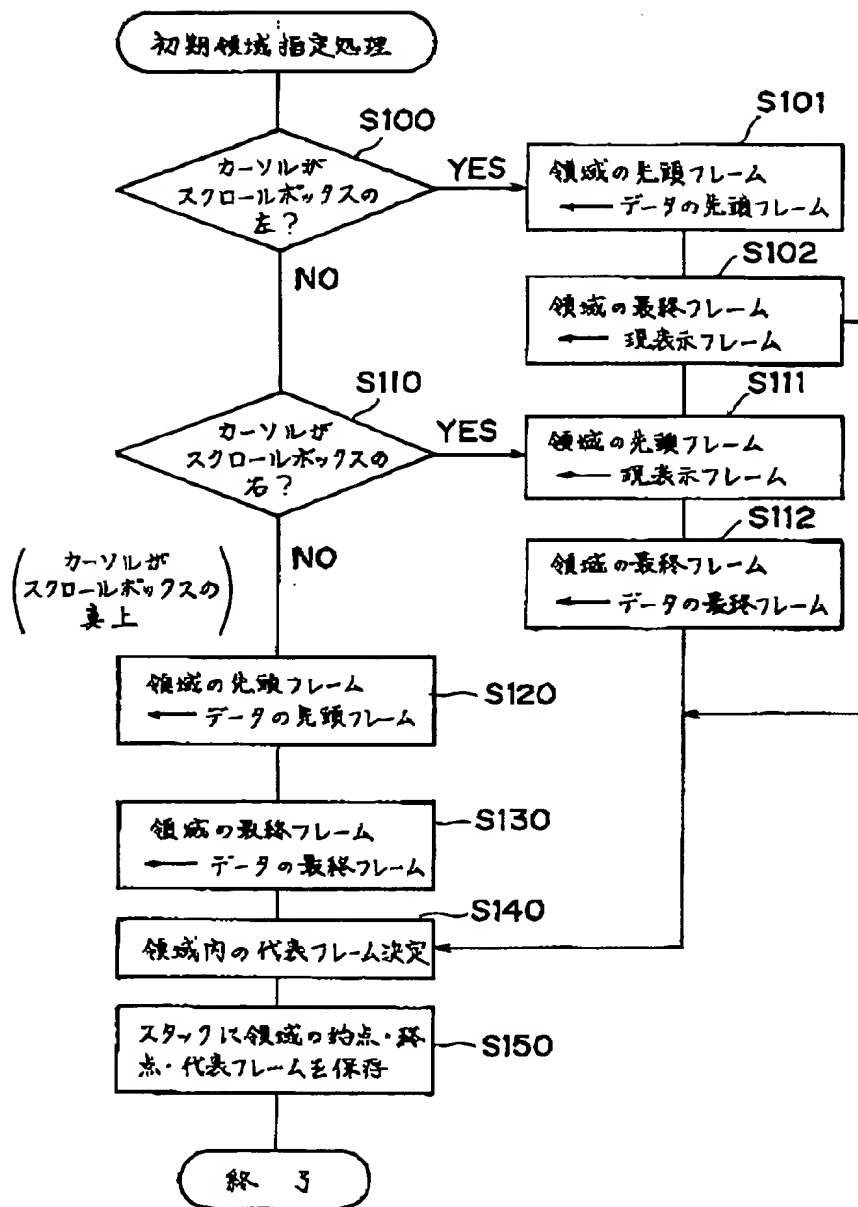 初期領域指定処理
S100
カーソルが
スクロールボックスの
左?
YES
S101
領域の先頭フレーム
← データの先頭フレーム
NO
S102
領域の最終フレーム
← 現表示フレーム
S110
カーソルが
スクロールボックスの
右?
YES
S111
領域の先頭フレーム
← 現表示フレーム
NO
S112
領域の最終フレーム
← データの最終フレーム
カーソルが
スクロールボックスの
真上
領域の先頭フレーム
← データの先頭フレーム
S120
領域の最終フレーム
← データの最終フレーム
S130
S140
領域内の代表フレーム決定
スタックに領域の始点・終
点・代表フレームを保存
S150
終了